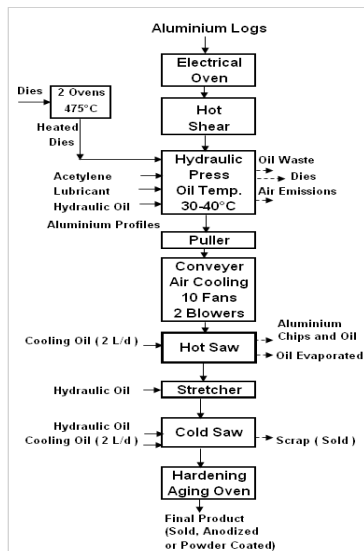 Aluminium Logs
Electrical
Oven
Dies
2 Ovens
475°C
Heated
Dies
Hot
Shear
Acetylene
Lubricant
Hydraulic Oil
Hydraulic
Press
Oil Temp.
30-40°C
Oil Waste
Dies
Air Emissions
Aluminium Profiles
Puller
Conveyer
Air Cooling
10 Fans
2 Blowers
Cooling Oil ( 2 L/d )
Hot Saw
Aluminium
Chips and Oil
Oil Evaporated
Hydraulic Oil
Stretcher
Hydraulic Oil
Cooling Oil ( 2 L/d )
Cold Saw
Scrap ( Sold )
Hardening
Aging Oven
Final Product
(Sold, Anodized
or Powder Coated)